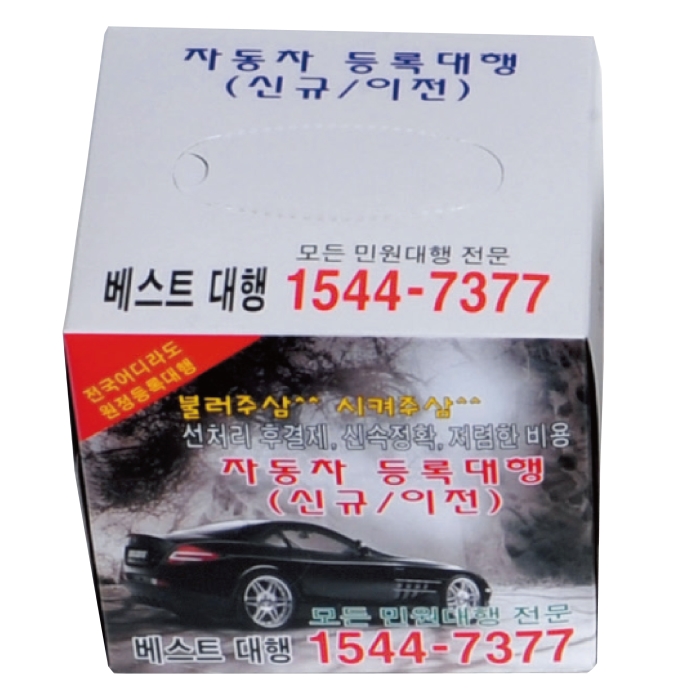 자동차 등록대행
(신규/이전)
모든 민원대행 전문
베스트 대행 1544-7377
전국어디라도
원정등록대행
불러주삼^^ 시켜주삼^^
선처리 후결제, 신속정확, 저렴한 비용
자동차 등록대행
(신규/이전)
모든 민원대행 전문
베스트 대행 1544-7377